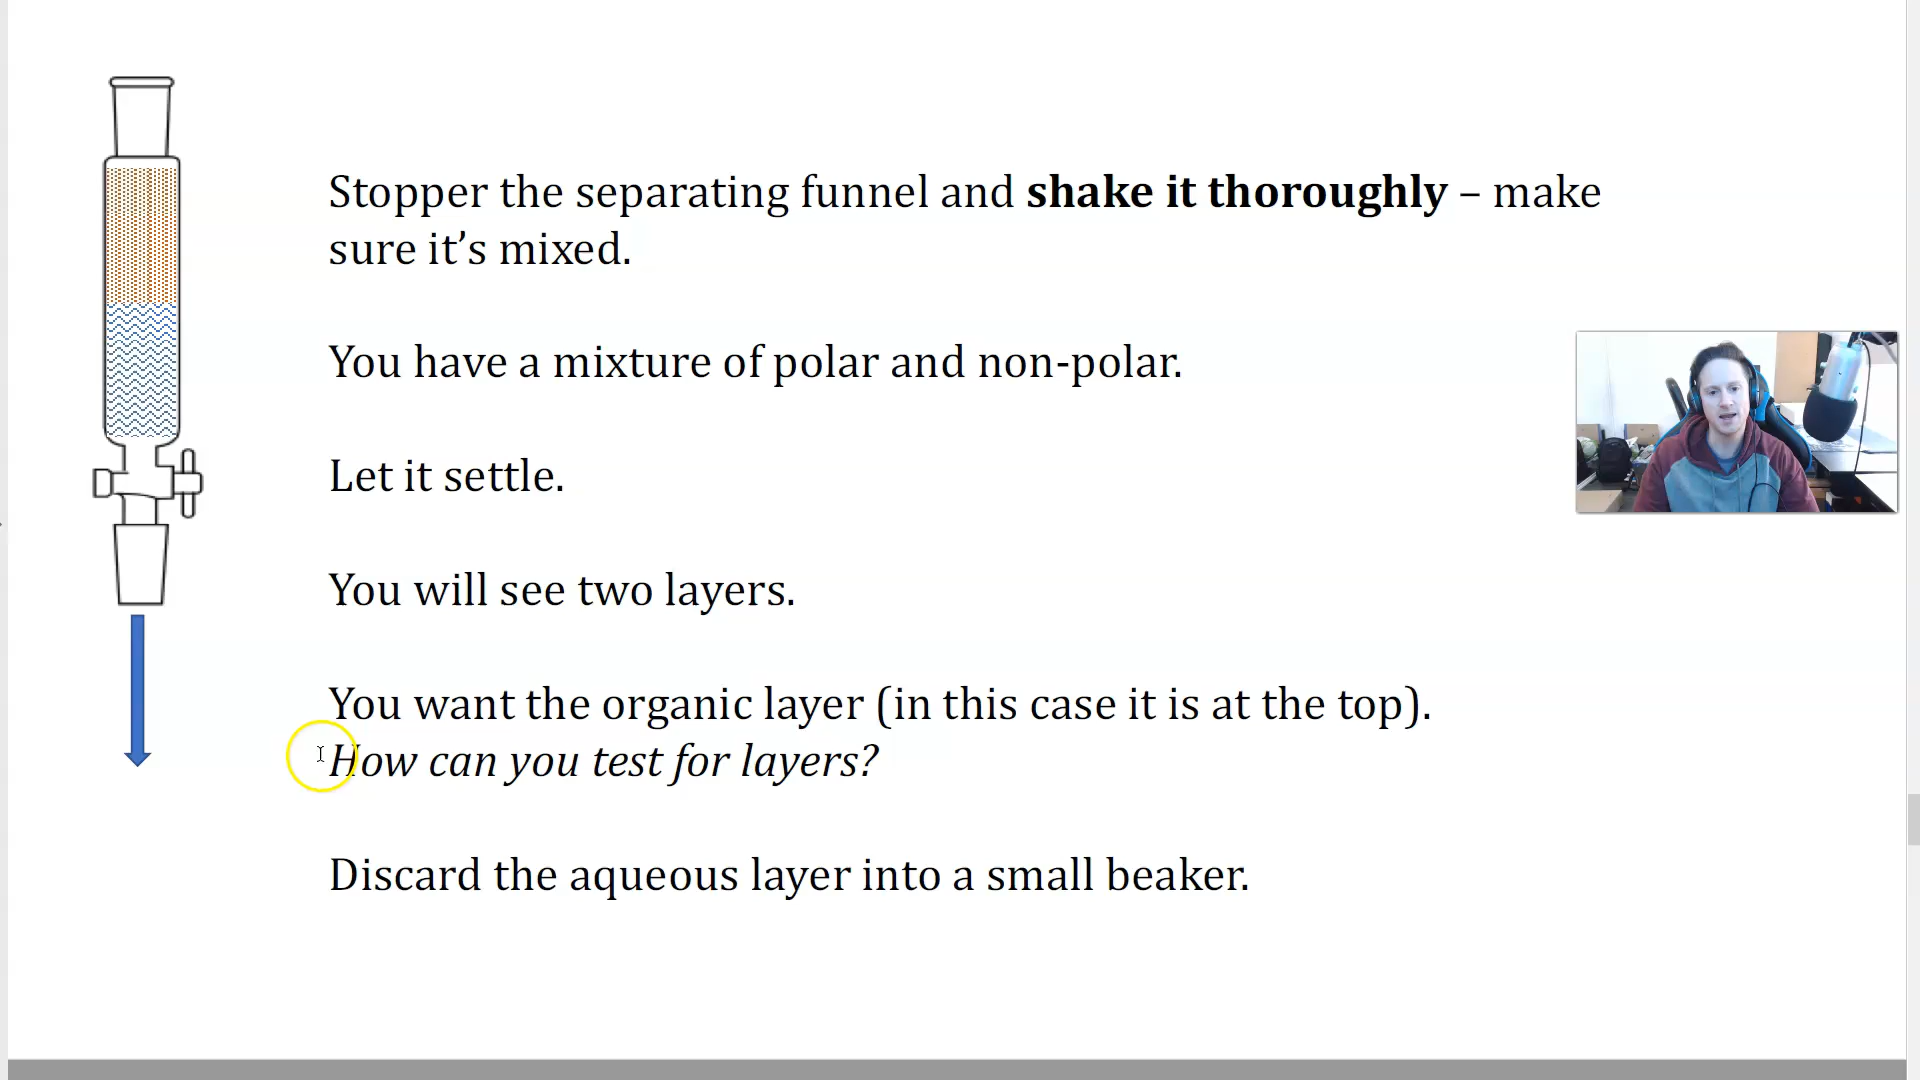 Stopper the separating funnel and shake it thoroughly – make
sure it’s mixed.
You have a mixture of polar and non-polar.
Let it settle.
You will see two layers.
You want the organic layer (in this case it is at the top).
How can you test for layers?
Discard the aqueous layer into a small beaker.